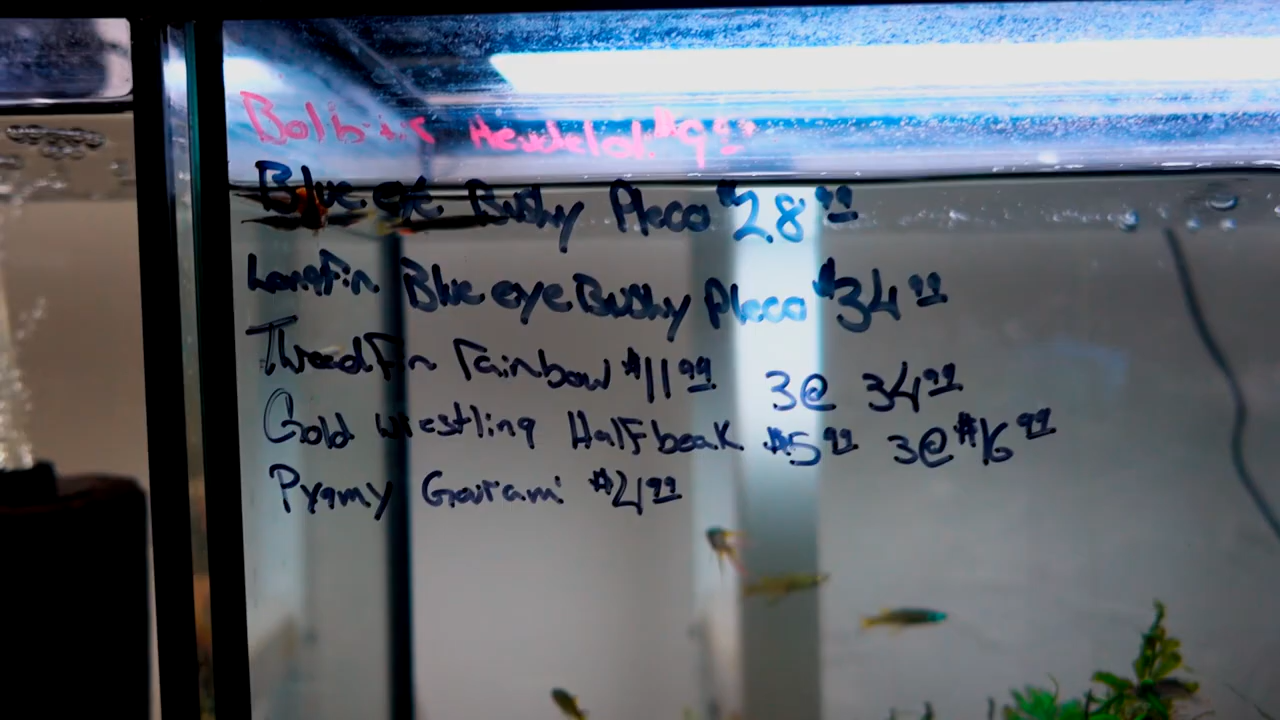 Bolbitis Heudeloti $9.99
Blue eye Bushy Pleco $28.99
Longfin Blue eye Bushy Pleco $34.99
Threadfin rainbow $11.99 3@ 34.99
Gold wrestling Halfbeak $5.99 3@ $16.99
Pygmy Gourami $4.99